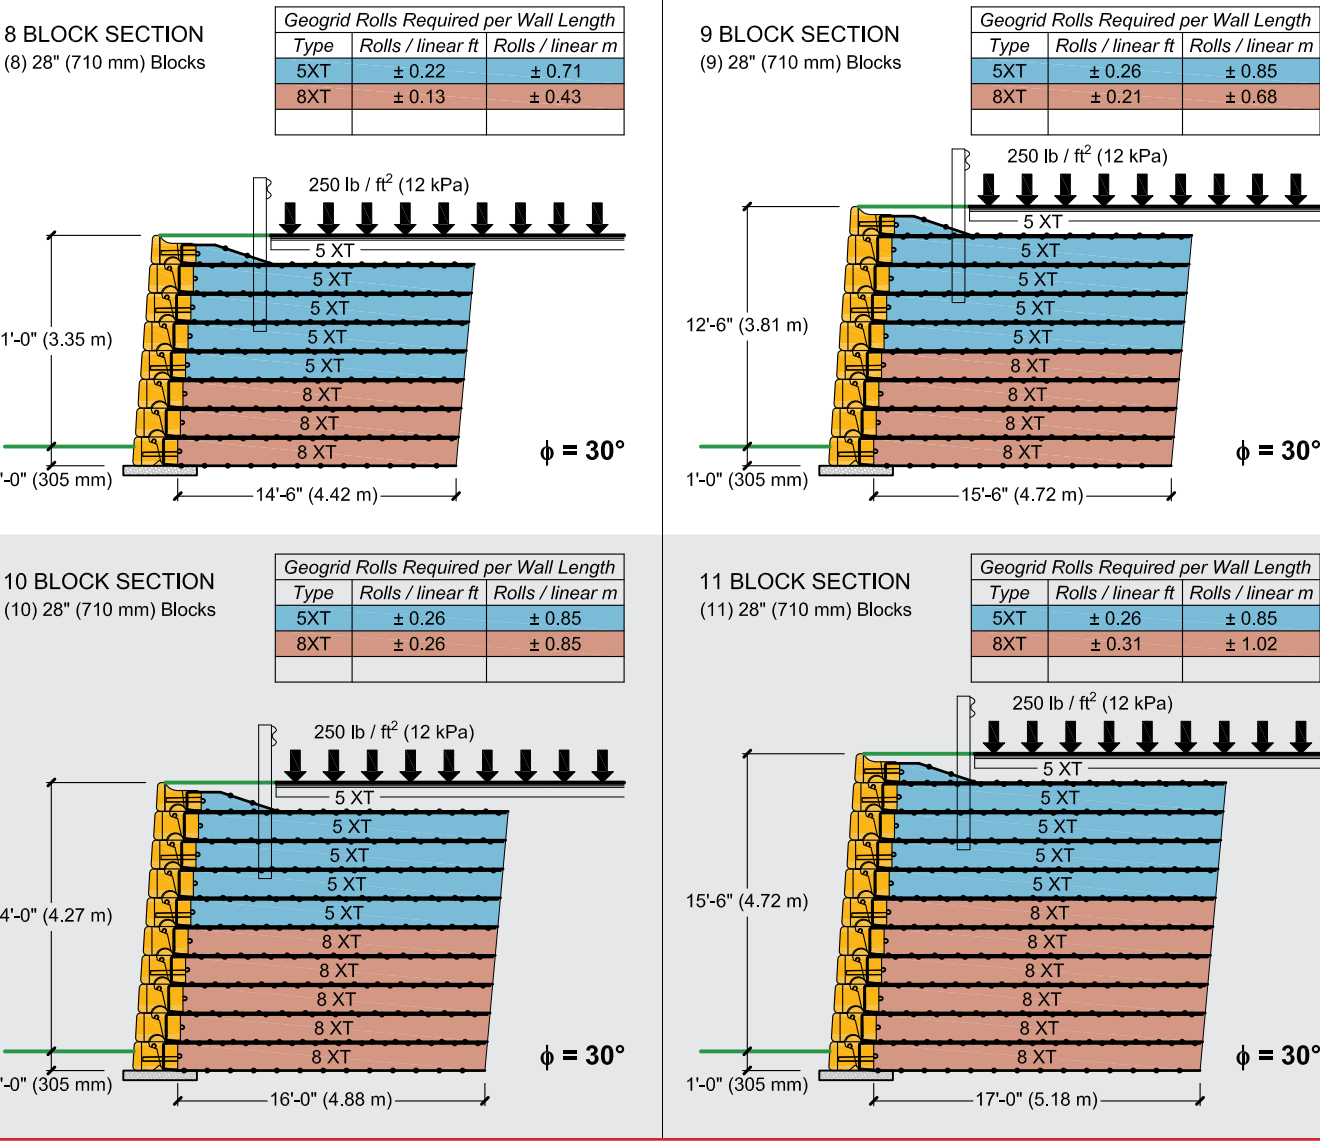 8 BLOCK SECTION
(8) 28" (710 mm) Blocks
Geogrid Rolls Required per Wall Length
Type Rolls / linear ft Rolls / linear m
5XT ± 0.22 ± 0.71
8XT ± 0.13 ± 0.43
250 lb / ft² (12 kPa)
5 XT
5 XT
5 XT
5 XT
5 XT
8 XT
8 XT
8 XT
1'-0" (3.35 m)
'-0" (305 mm)
14'-6" (4.42 m)
ϕ = 30°
9 BLOCK SECTION
(9) 28" (710 mm) Blocks
Geogrid Rolls Required per Wall Length
Type Rolls / linear ft Rolls / linear m
5XT ± 0.26 ± 0.85
8XT ± 0.21 ± 0.68
250 lb / ft² (12 kPa)
5 XT
5 XT
5 XT
5 XT
5 XT
8 XT
8 XT
8 XT
8 XT
12'-6" (3.81 m)
1'-0" (305 mm)
15'-6" (4.72 m)
ϕ = 30°
10 BLOCK SECTION
(10) 28" (710 mm) Blocks
Geogrid Rolls Required per Wall Length
Type Rolls / linear ft Rolls / linear m
5XT ± 0.26 ± 0.85
8XT ± 0.26 ± 0.85
250 lb / ft² (12 kPa)
5 XT
5 XT
5 XT
5 XT
5 XT
8 XT
8 XT
8 XT
8 XT
8 XT
4'-0" (4.27 m)
'-0" (305 mm)
16'-0" (4.88 m)
ϕ = 30°
11 BLOCK SECTION
(11) 28" (710 mm) Blocks
Geogrid Rolls Required per Wall Length
Type Rolls / linear ft Rolls / linear m
5XT ± 0.26 ± 0.85
8XT ± 0.31 ± 1.02
250 lb / ft² (12 kPa)
5 XT
5 XT
5 XT
5 XT
5 XT
8 XT
8 XT
8 XT
8 XT
8 XT
8 XT
15'-6" (4.72 m)
1'-0" (305 mm)
17'-0" (5.18 m)
ϕ = 30°